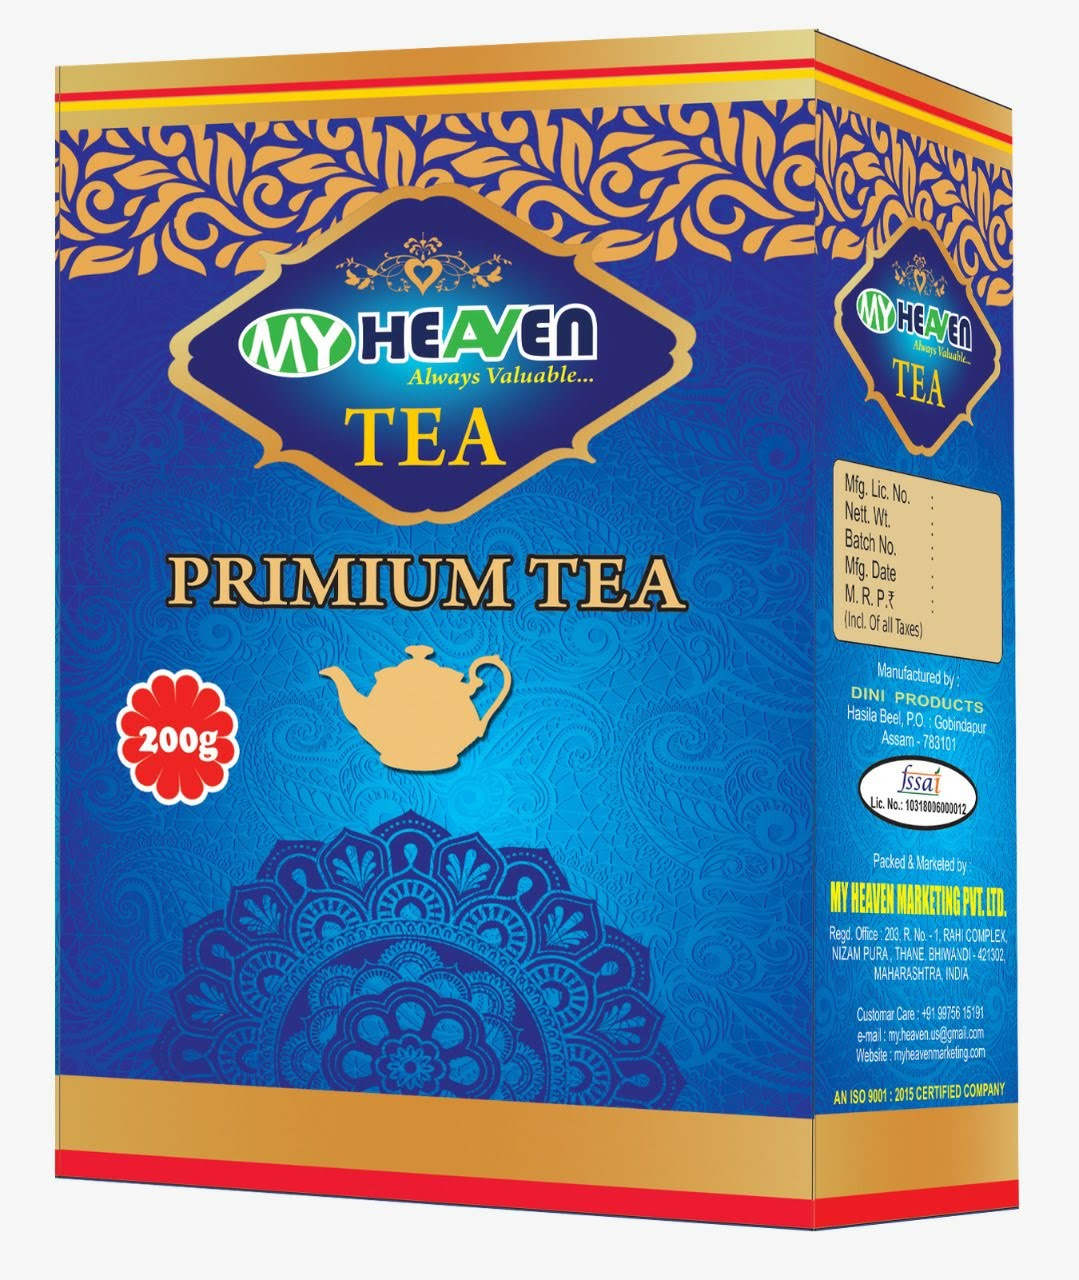 MY HEAVEN
Always Valuable...
TEA
PRIMIUM TEA
200g
MY HEAVEN
Always Valuable...
TEA
Mfg. Lic. No. :
Nett. Wt. :
Batch No. :
Mfg. Date :
M. R. P.₹ :
(Incl. Of all Taxes)
Manufactured by :
DINI PRODUCTS
Hasila Beel, P.O. : Gobindapur
Assam - 783101
fssai
Lic. No.: 10318006000012
Packed & Marketed by :
MY HEAVEN MARKETING PVT. LTD.
Regd. Office : 203, R. No. - 1, RAHI COMPLEX,
NIZAM PURA , THANE BHIWANDI - 421302,
MAHARASHTRA, INDIA
Customar Care : +91 99756 15191
e-mail : my.heaven.us@gmail.com
Website : myheavenmarketing.com
AN ISO 9001 : 2015 CERTIFIED COMPANY